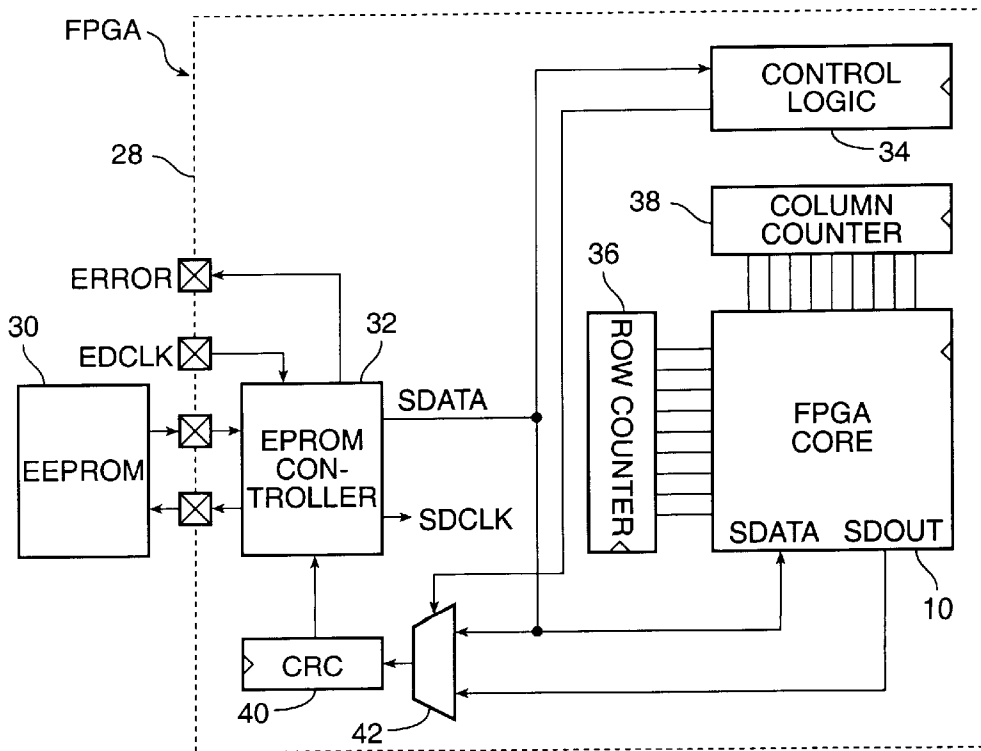 FPGA
28
CONTROL
LOGIC
34
38
COLUMN
COUNTER
36
ROW COUNTER
ERROR
30
EDCLK
32
SDATA
EEPROM
EPROM
CON-
TROLLER
SDCLK
FPGA
CORE
SDATA
SDOUT
10
CRC
40
42